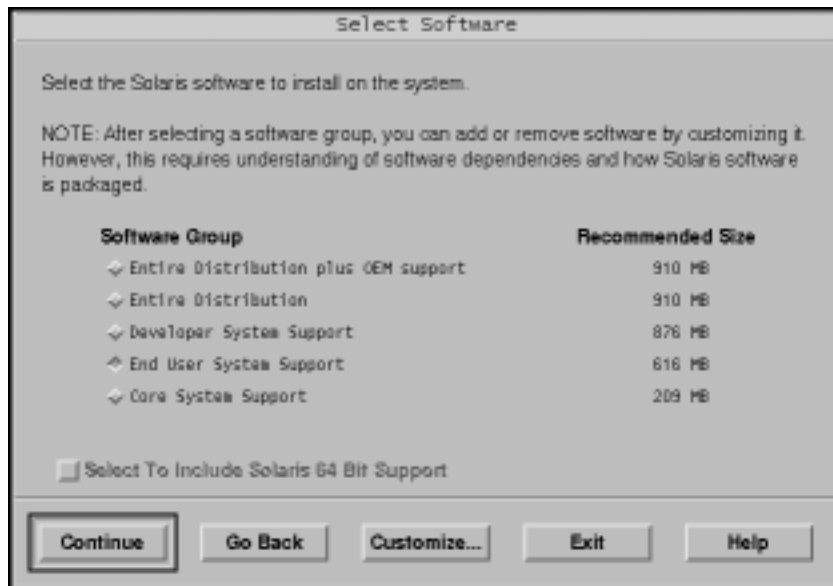 Select Software
Select the Solaris software to install on the system.
NOTE: After selecting a software group, you can add or remove software by customizing it.
However, this requires understanding of software dependencies and how Solaris software
is packaged.
Software Group Recommended Size
Entire Distribution plus OEM support 910 MB
Entire Distribution 910 MB
Developer System Support 876 MB
End User System Support 616 MB
Core System Support 209 MB
Select To Include Solaris 64 Bit Support
Continue Go Back Customize... Exit Help